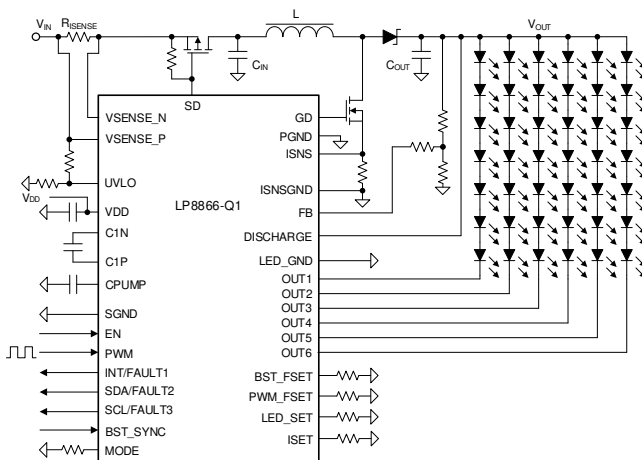 VIN
RISENSE
L
VOUT
CIN
COUT
SD
VSENSE_N
VSENSE_P
UVLO
VDD
VDD
C1N
C1P
CPUMP
SGND
EN
PWM
INT/FAULT1
SDA/FAULT2
SCL/FAULT3
BST_SYNC
MODE
LP8866-Q1
GD
PGND
ISNS
ISNSGND
FB
DISCHARGE
LED_GND
OUT1
OUT2
OUT3
OUT4
OUT5
OUT6
BST_FSET
PWM_FSET
LED_SET
ISET